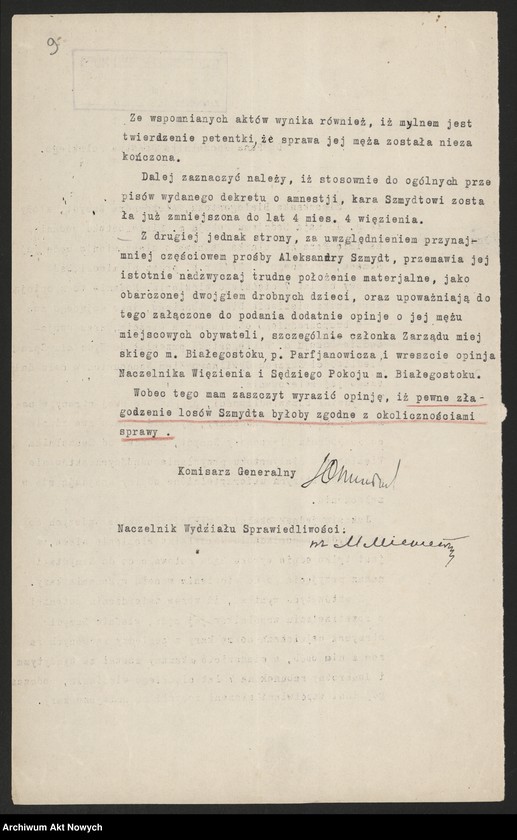 9
Ze wspomnianych aktów wynika również, iż mylnem jest
twierdzenie petentki, że sprawa jej męża została nieza
kończona.
Dalej zaznaczyć należy, iż stosownie do ogólnych prze
pisów wydanego dekretu o amnestji, kara Szmydtowi zosta
ła już zmniejszona do lat 4 mies. 4 więzienia.
Z drugiej jednak strony, za uwzględnieniem przynaj-
mniej częściowem prośby Aleksandry Szmydt, przemawia jej
istotnie nadzwyczaj trudne położenie materjalne, jako
obarczonej dwojgiem drobnych dzieci, oraz upoważniają do
tego załączone do podania dodatnie opinje o jej mężu
miejscowych obywateli, szczególnie członka Zarządu miej
skiego m. Białegostoku, p. Parfjanowicza, i wreszcie opinja
Naczelnika Więzienia i Sędziego Pokoju m. Białegostoku.
Wobec tego mam zaszczyt wyrazić opinję, iż pewne zła-
godzenie losów Szmydta byłoby zgodne z okolicznościami
sprawy .
Komisarz Generalny
Naczelnik Wydziału Sprawiedliwości:
Archiwum Akt Nowych